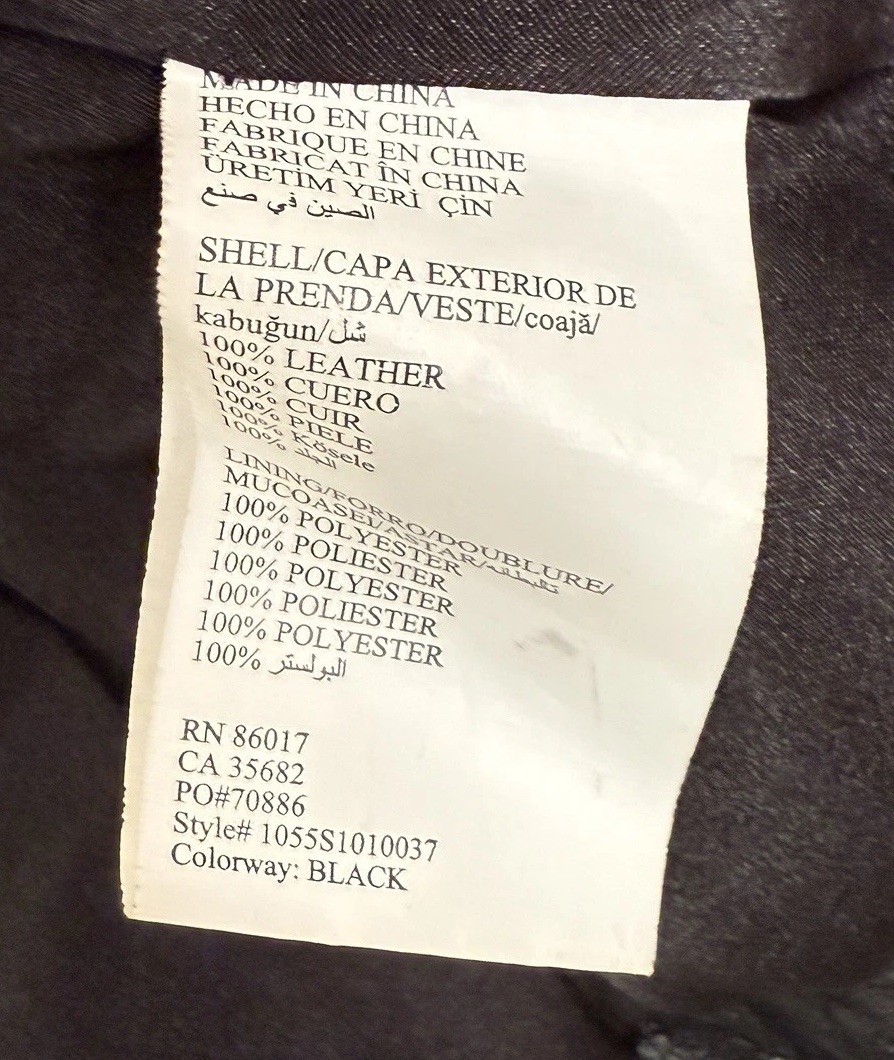 MADE IN CHINA
HECHO EN CHINA
FABRIQUE EN CHINE
FABRICAT ÎN CHINA
ÜRETİM YERİ ÇİN
الصين في صنع
SHELL/CAPA EXTERIOR DE
LA PRENDA/VESTE/coajă/
kabuğun/شل
100% LEATHER
100% CUERO
100% CUIR
100% PIELE
100% Kösele
100% الجلد
LINING/FORRO/DOUBLURE/
MUCOASEI/ASTAR/
100% POLYESTER
100% POLIESTER
100% POLYESTER
100% POLIESTER
100% POLYESTER
100% البولستر
RN 86017
CA 35682
PO#70886
Style# 1055S1010037
Colorway: BLACK